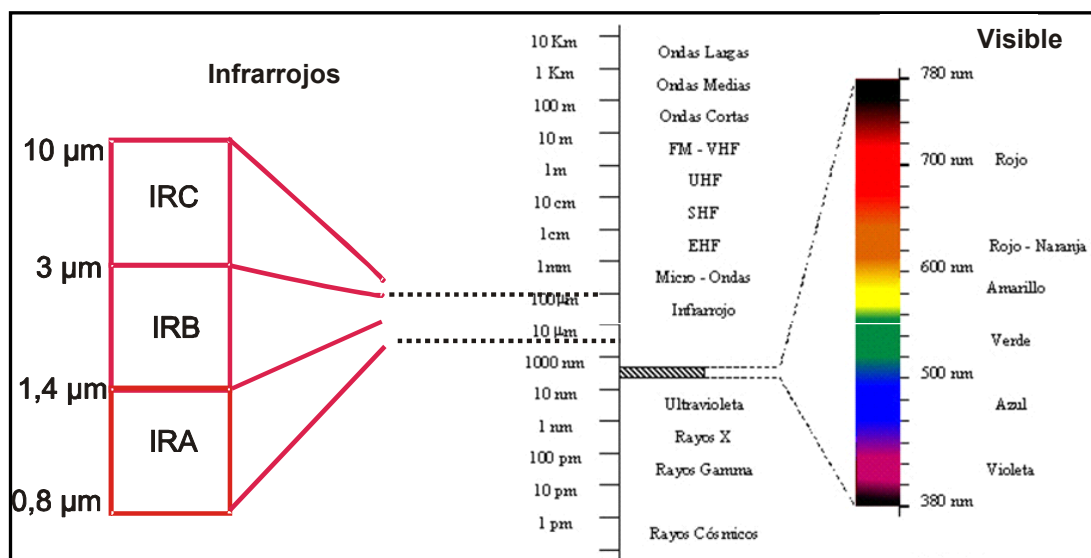 Infrarrojos
10 µm
IRC
3 µm
IRB
1,4 µm
IRA
0,8 µm
10 Km
1 Km
100 m
10 m
1m
10 cm
1cm
1mm
100µm
10 µm
1000 nm
10 nm
1 nm
100 pm
10 pm
1 pm
Ondas Largas
Ondas Medias
Ondas Cortas
FM - VHF
UHF
SHF
EHF
Micro - Ondas
Infrarrojo
Ultravioleta
Rayos X
Rayos Gamma
Rayos Cósmicos
Visible
780 nm
700 nm
600 nm
500 nm
380 nm
Rojo
Rojo - Naranja
Amarillo
Verde
Azul
Violeta